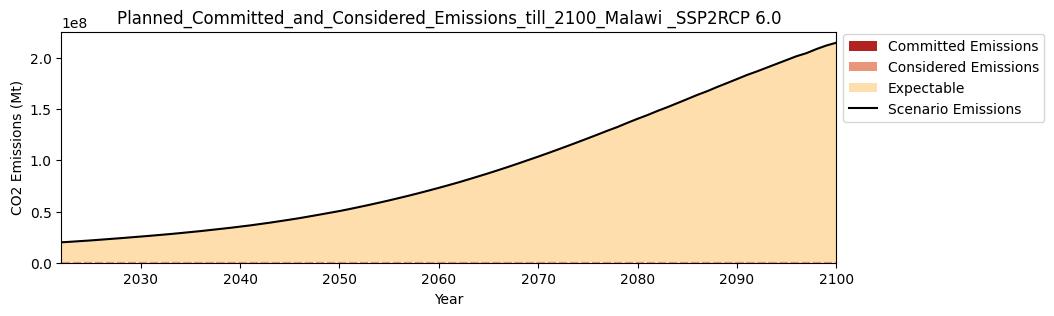 Planned_Committed_and_Considered_Emissions_till_2100_Malawi _SSP2RCP 6.0
1e8
2.0
1.5
1.0
0.5
0.0
CO2 Emissions (Mt)
2030 2040 2050 2060 2070 2080 2090 2100
Year
Committed Emissions
Considered Emissions
Expectable
Scenario Emissions